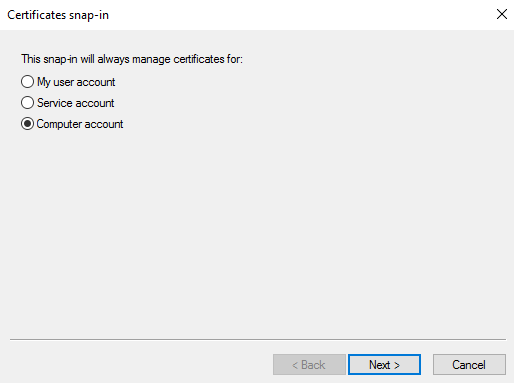 Certificates snap-in
This snap-in will always manage certificates for:
My user account
Service account
Computer account
< Back Next > Cancel